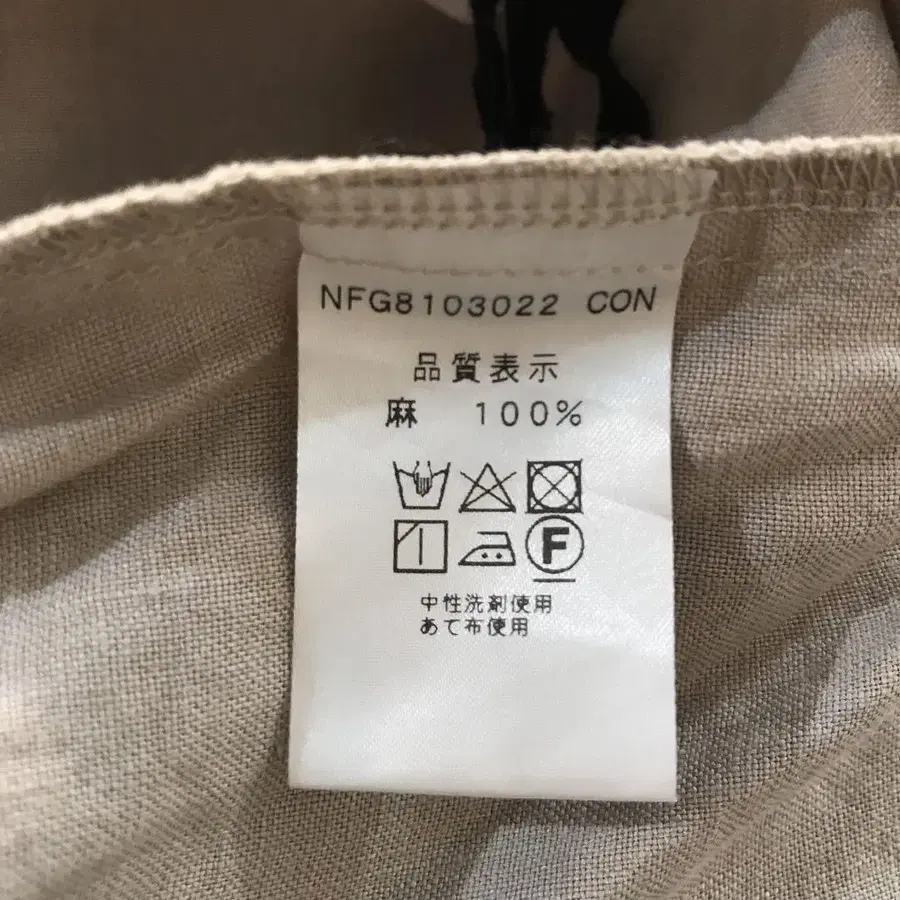 NFG8103022 CON
品質表示
麻 100%
F
中性洗剤使用
あて布使用